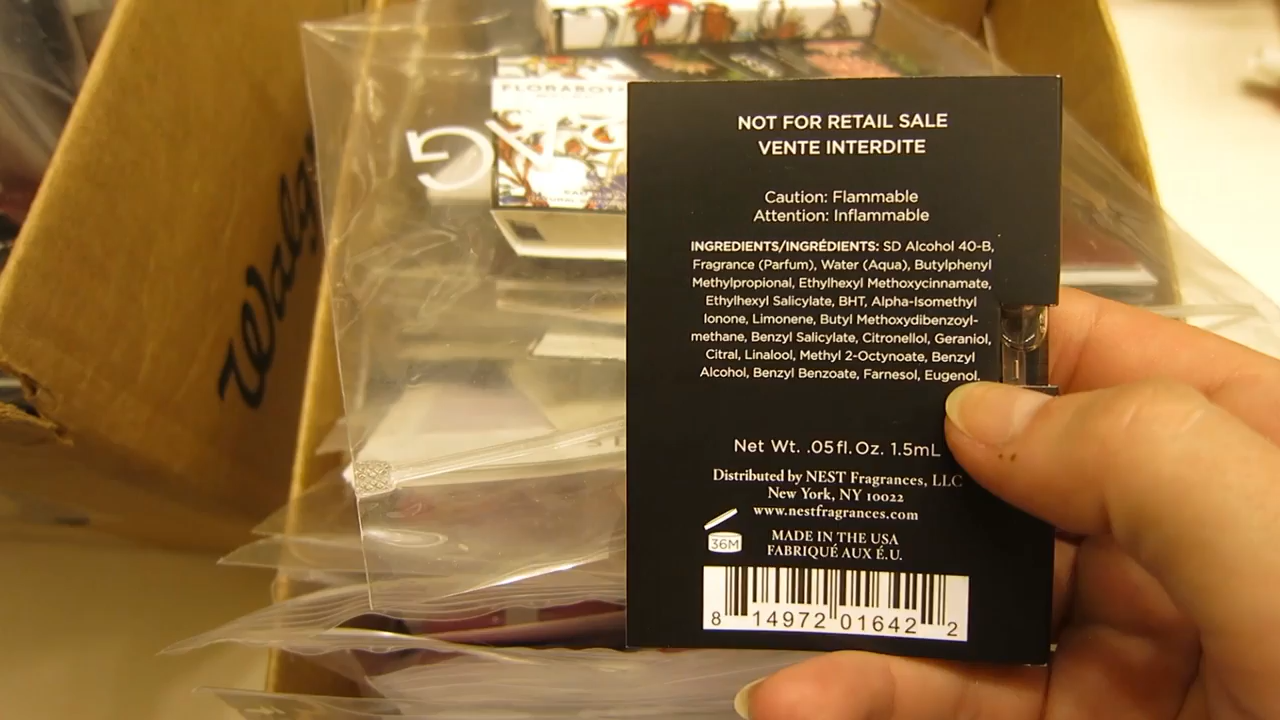 NOT FOR RETAIL SALE
VENTE INTERDITE
Caution: Flammable
Attention: Inflammable
INGREDIENTS/INGRÉDIENTS: SD Alcohol 40-B,
Fragrance (Parfum), Water (Aqua), Butylphenyl
Methylpropional, Ethylhexyl Methoxycinnamate,
Ethylhexyl Salicylate, BHT, Alpha-Isomethyl
Ionone, Limonene, Butyl Methoxydibenzoyl-
methane, Benzyl Salicylate, Citronellol, Geraniol,
Citral, Linalool, Methyl 2-Octynoate, Benzyl
Alcohol, Benzyl Benzoate, Farnesol, Eugenol.
Net Wt. .05 fl. Oz. 1.5mL
Distributed by NEST Fragrances, LLC
New York, NY 10022
www.nestfragrances.com
36M
MADE IN THE USA
FABRIQUÉ AUX É.U.
8 14972 01642 2